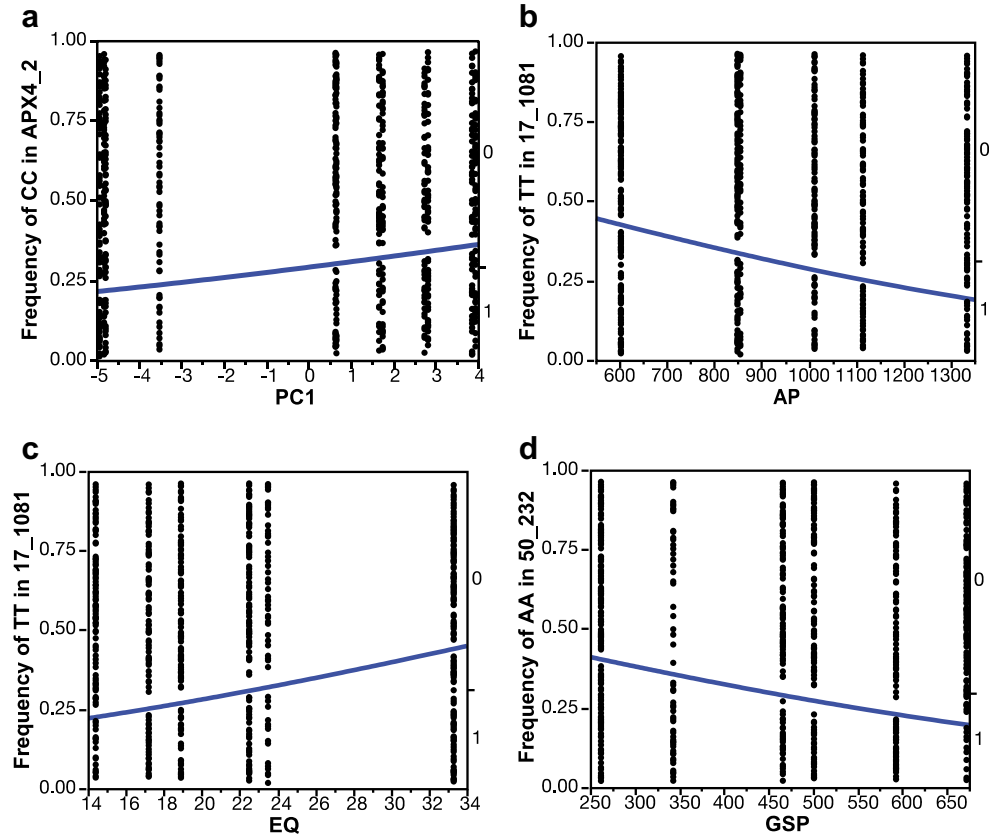 a
Frequency of CC in APX4_2
1.00
0.75
0.50
0.25
0.00
0
1
-5 -4 -3 -2 -1 0 1 2 3 4
PC1
b
Frequency of TT in 17_1081
1.00
0.75
0.50
0.25
0.00
0
1
600 700 800 900 1000 1100 1200 1300
AP
c
Frequency of TT in 17_1081
1.00
0.75
0.50
0.25
0.00
0
1
14 16 18 20 22 24 26 28 30 32 34
EQ
d
Frequency of AA in 50_232
1.00
0.75
0.50
0.25
0.00
0
1
250 300 350 400 450 500 550 600 650
GSP